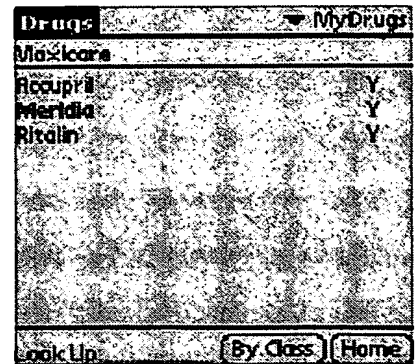 Drugs MyDrugs
Maxicare
Accupril Y
Meridia Y
Ritalin Y
Look Up: By Class Home